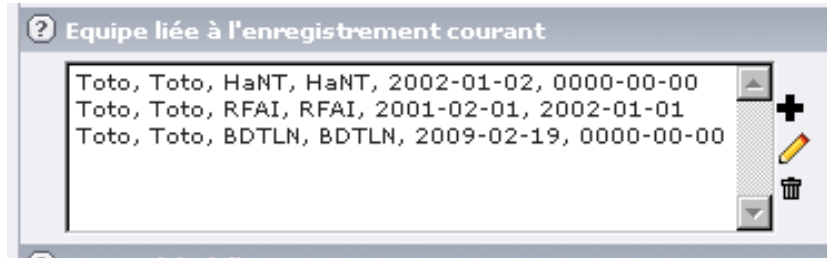 ? Equipe liée à l'enregistrement courant
Toto, Toto, HaNT, HaNT, 2002-01-02, 0000-00-00
Toto, Toto, RFAI, RFAI, 2001-02-01, 2002-01-01
Toto, Toto, BDTLN, BDTLN, 2009-02-19, 0000-00-00